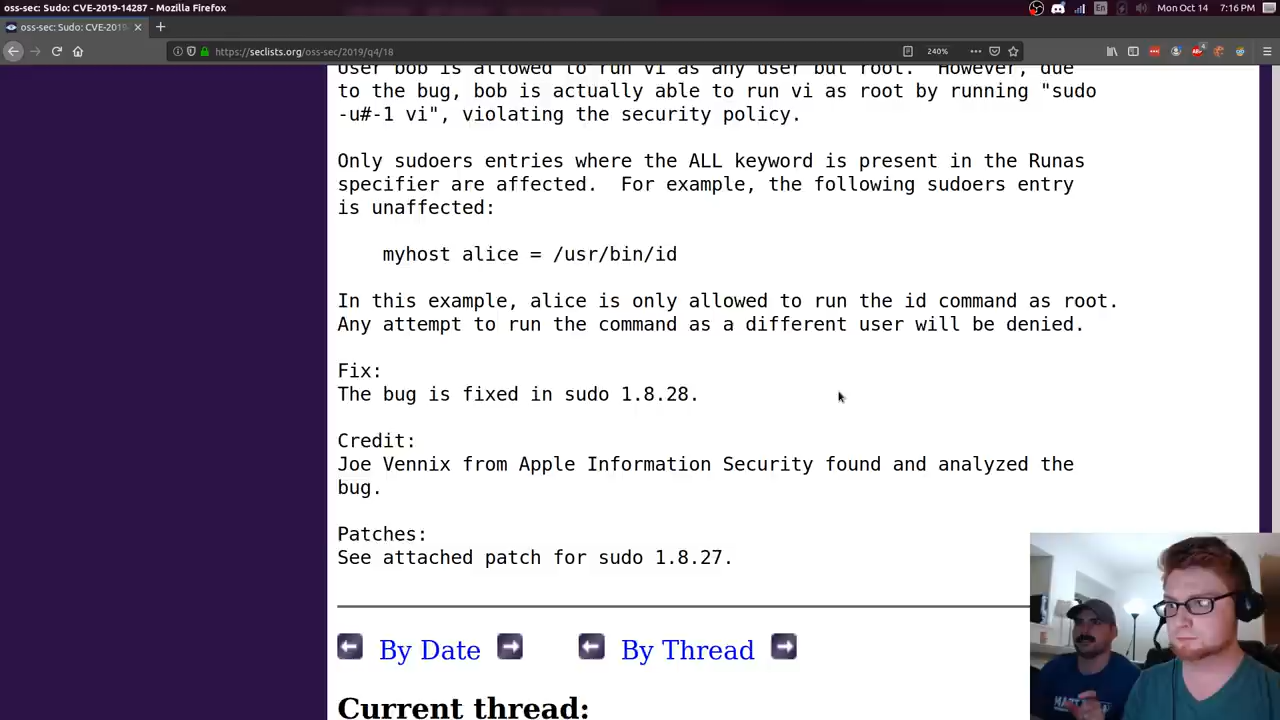 oss-sec: Sudo: CVE-2019-14287 - Mozilla Firefox
Mon Oct 14 7:16 PM
En
oss-sec: Sudo: CVE-2019-
https://seclists.org/oss-sec/2019/q4/18
240%
User bob is allowed to run vi as any user but root. However, due
to the bug, bob is actually able to run vi as root by running "sudo
-u#-1 vi", violating the security policy.
Only sudoers entries where the ALL keyword is present in the Runas
specifier are affected. For example, the following sudoers entry
is unaffected:
myhost alice = /usr/bin/id
In this example, alice is only allowed to run the id command as root.
Any attempt to run the command as a different user will be denied.
Fix:
The bug is fixed in sudo 1.8.28.
Credit:
Joe Vennix from Apple Information Security found and analyzed the
bug.
Patches:
See attached patch for sudo 1.8.27.
By Date
By Thread
Current thread: